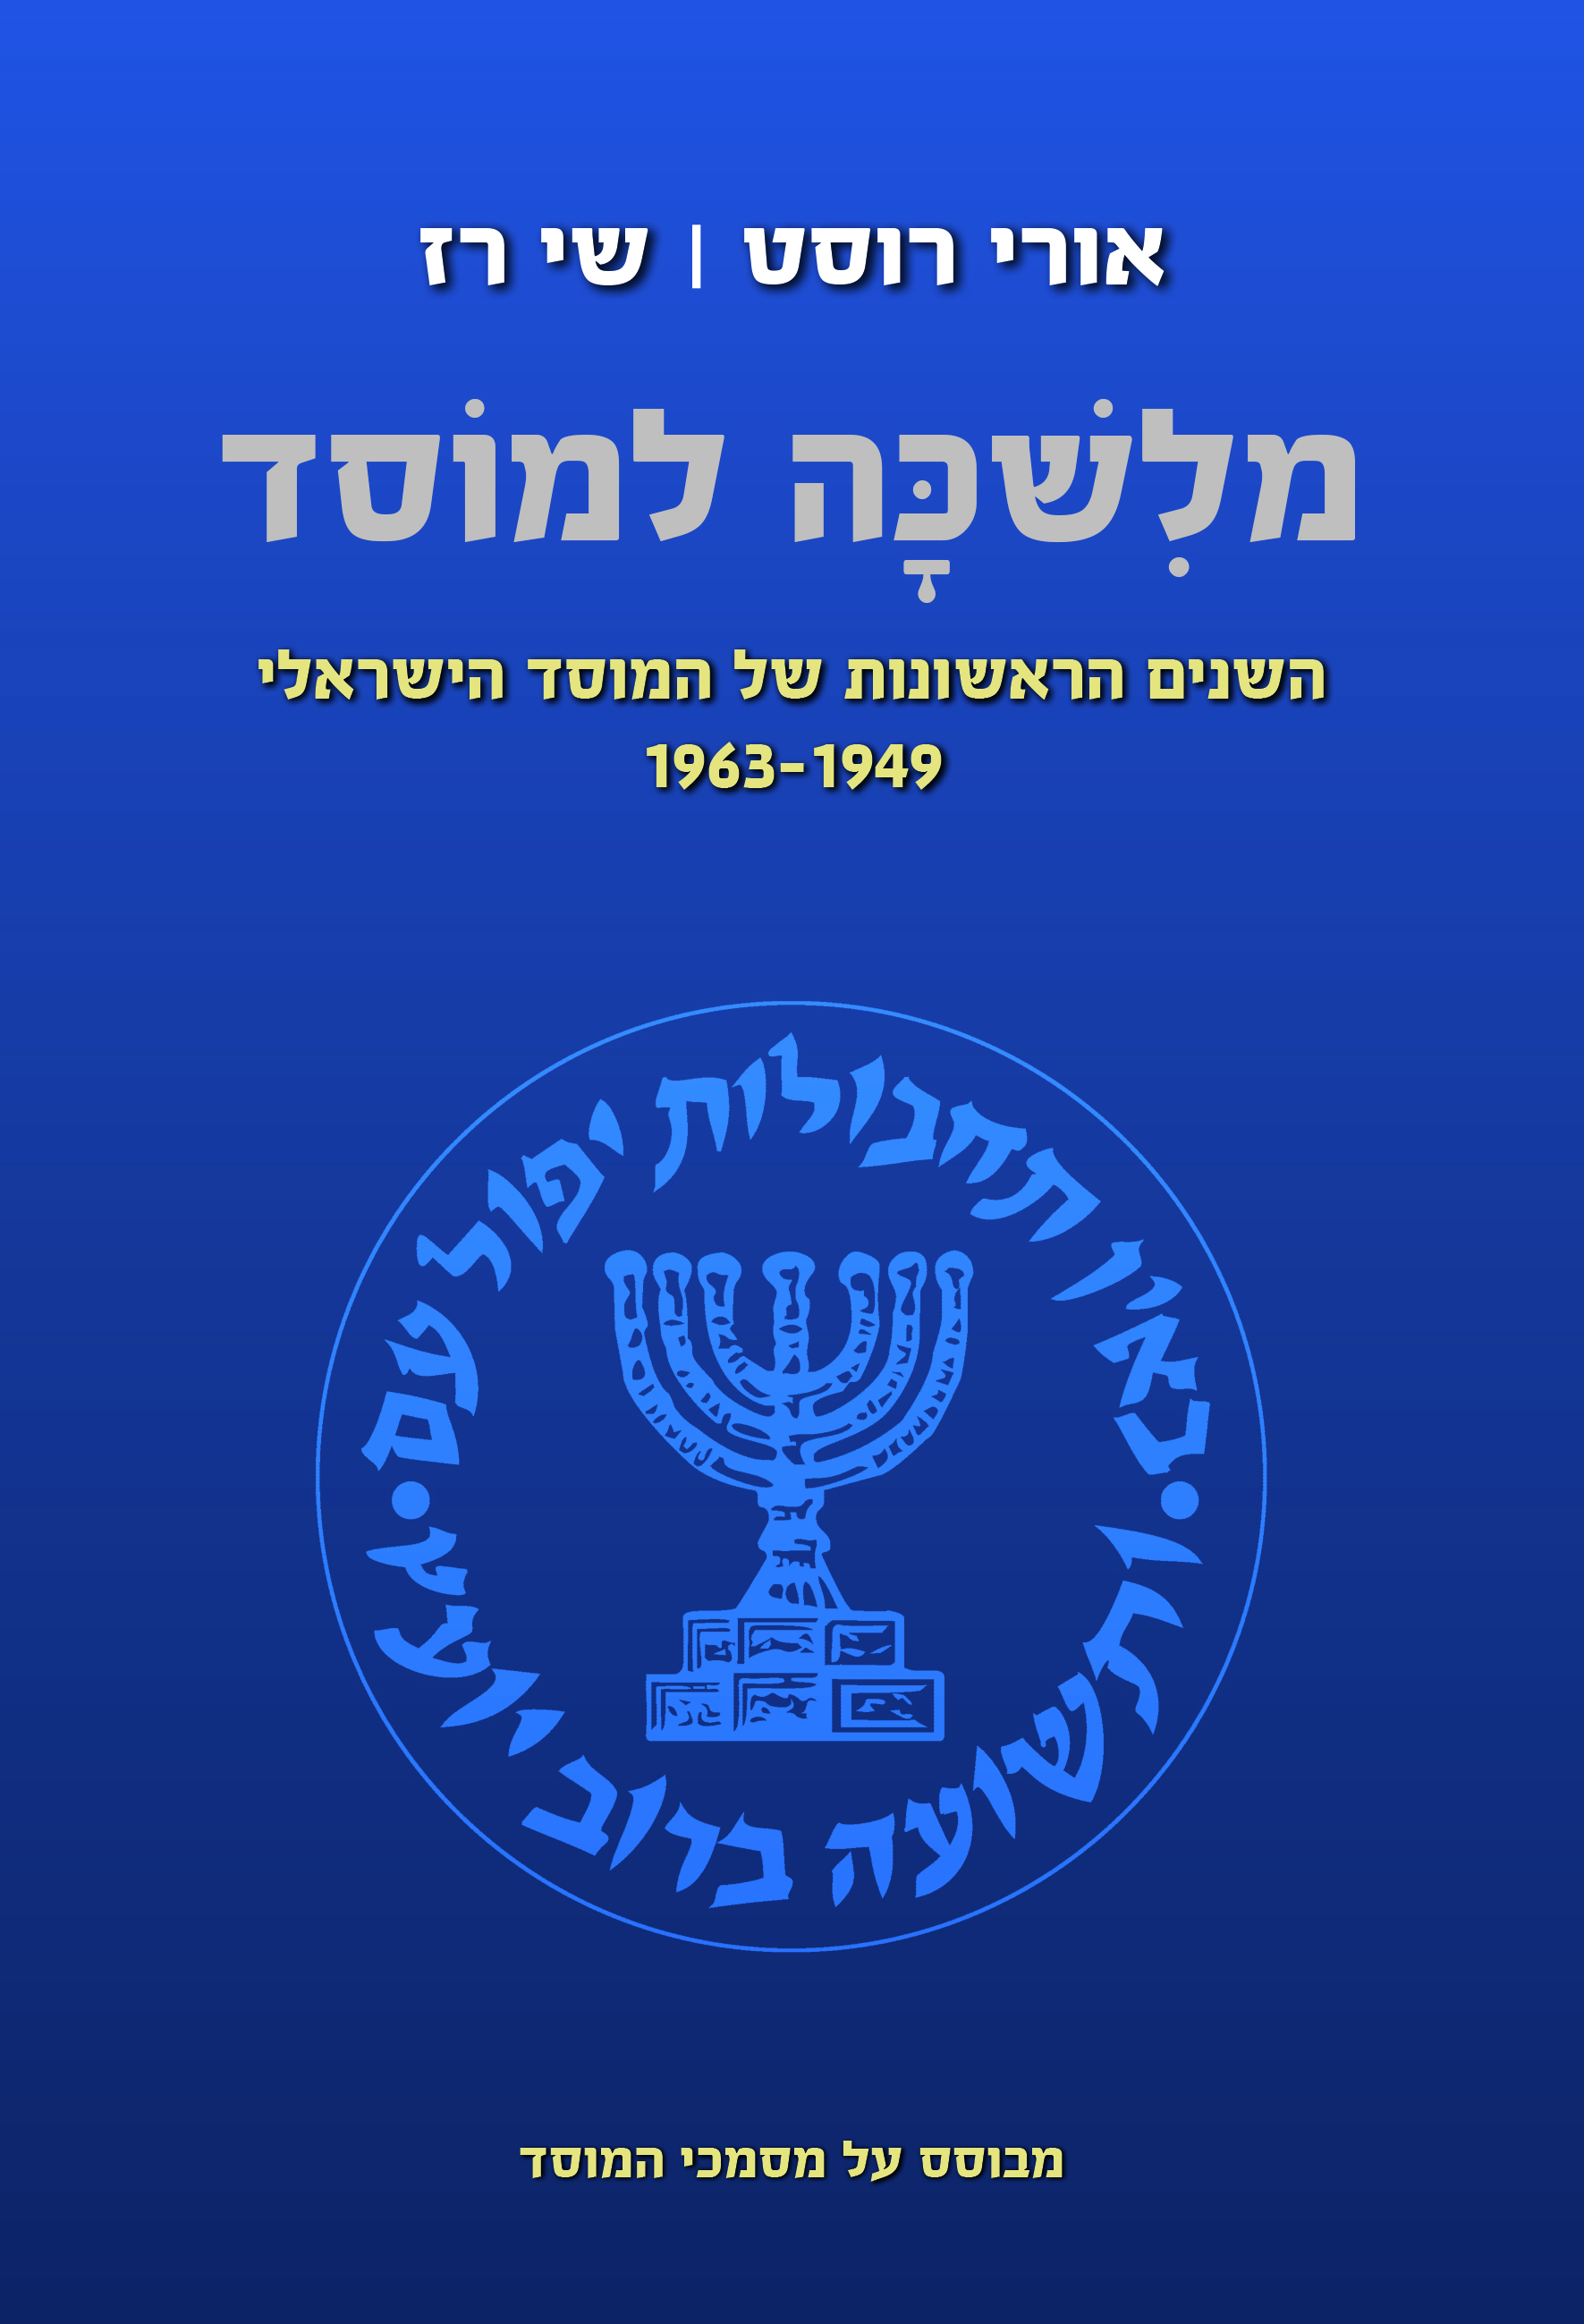 אורי רוסט | שי רז
מלִשׁכָּה למוֹסד
השנים הראשונות של המוסד הישראלי
1963-1949
באין תחבולות יפול עם
ותשועה ברוב יועץ
מבוסס על מסמכי המוסד